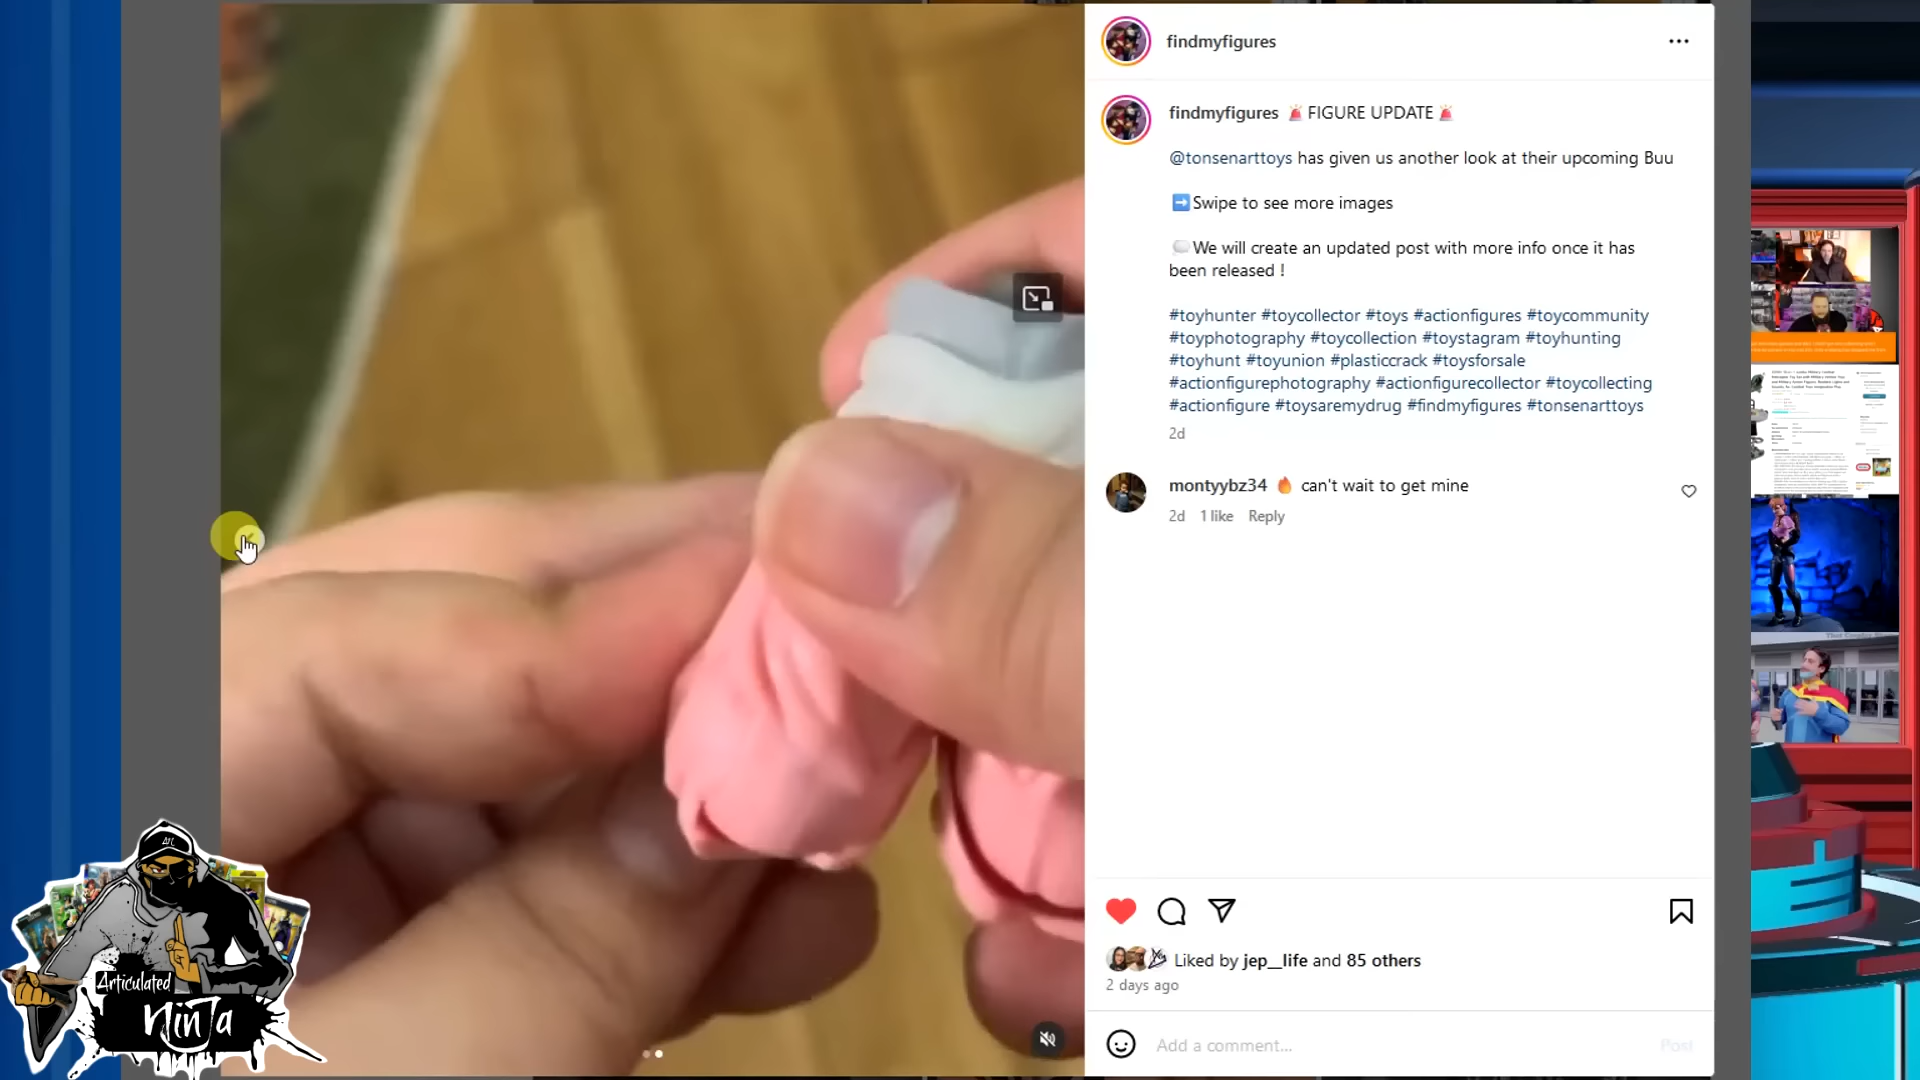 findmyfigures
findmyfigures 🚨 FIGURE UPDATE 🚨
@tonsenarttoys has given us another look at their upcoming Buu
➡️Swipe to see more images
💭We will create an updated post with more info once it has
been released !
#toyhunter #toycollector #toys #actionfigures #toycommunity
#toyphotography #toycollection #toystagram #toyhunting
#toyhunt #toyunion #plasticcrack #toysforsale
#actionfigurephotography #actionfigurecollector #toycollecting
#actionfigure #toysaremydrug #findmyfigures #tonsenarttoys
2d
montyybz34 🔥 can't wait to get mine
2d 1 like Reply
Liked by jep__life and 85 others
2 days ago
Add a comment...
Post
Articulated
Ninja